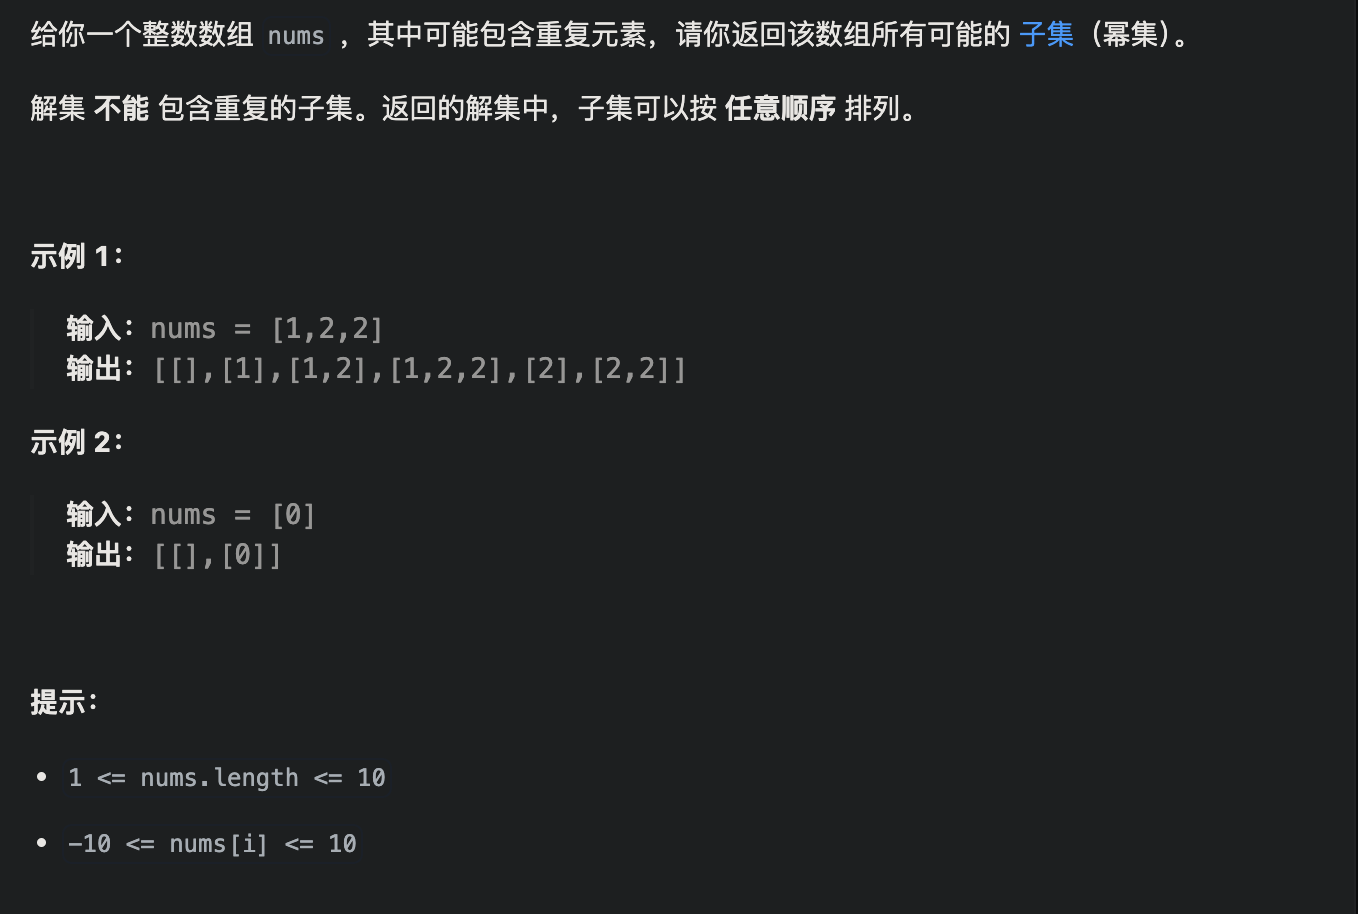 给你一个整数数组 nums ，其中可能包含重复元素，请你返回该数组所有可能的 子集（幂集）。
解集 不能 包含重复的子集。返回的解集中，子集可以按 任意顺序 排列。
示例 1：
输入：nums = [1,2,2]
输出：[[],[1],[1,2],[1,2,2],[2],[2,2]]
示例 2：
输入：nums = [0]
输出：[[],[0]]
提示：
• 1 <= nums.length <= 10
• -10 <= nums[i] <= 10